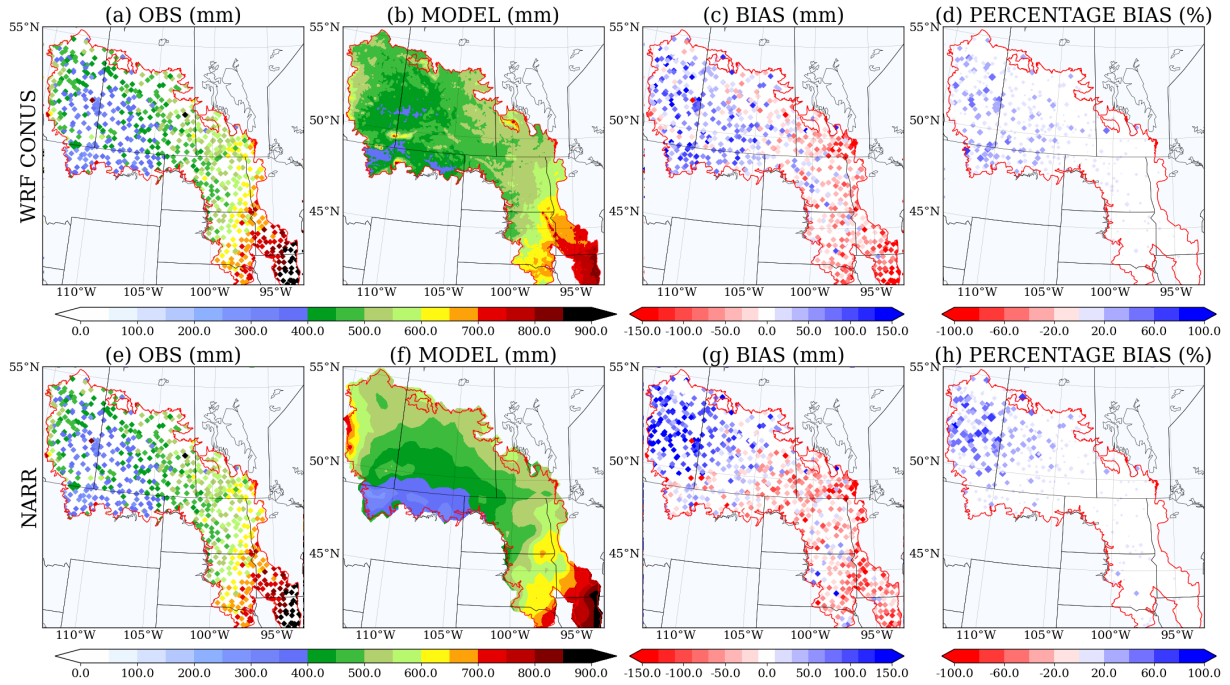 (a) OBS (mm) (b) MODEL (mm) (c) BIAS (mm) (d) PERCENTAGE BIAS (%)
WRF CONUS
55°N 55°N 55°N 55°N
50°N 50°N 50°N 50°N
45°N 45°N 45°N 45°N
110°W 105°W 100°W 95°W 110°W 105°W 100°W 95°W 110°W 105°W 100°W 95°W 110°W 105°W 100°W 95°W
0.0 100.0 200.0 300.0 400.0 500.0 600.0 700.0 800.0 900.0 -150.0 -100.0 -50.0 0.0 50.0 100.0 150.0 -100.0 -60.0 -20.0 20.0 60.0 100.0
(e) OBS (mm) (f) MODEL (mm) (g) BIAS (mm) (h) PERCENTAGE BIAS (%)
NARR
55°N 55°N 55°N 55°N
50°N 50°N 50°N 50°N
45°N 45°N 45°N 45°N
110°W 105°W 100°W 95°W 110°W 105°W 100°W 95°W 110°W 105°W 100°W 95°W 110°W 105°W 100°W 95°W
0.0 100.0 200.0 300.0 400.0 500.0 600.0 700.0 800.0 900.0 -150.0 -100.0 -50.0 0.0 50.0 100.0 150.0 -100.0 -60.0 -20.0 20.0 60.0 100.0